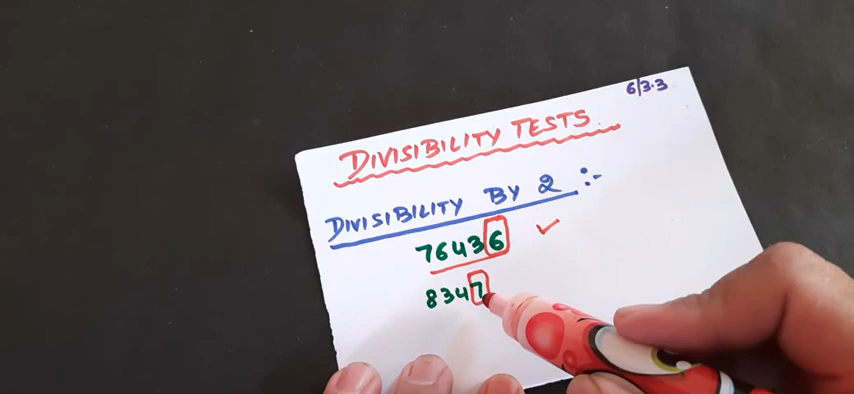 6/3.3
DIVISIBILITY TESTS
DIVISIBILITY BY 2 :-
76436 ✓
8347